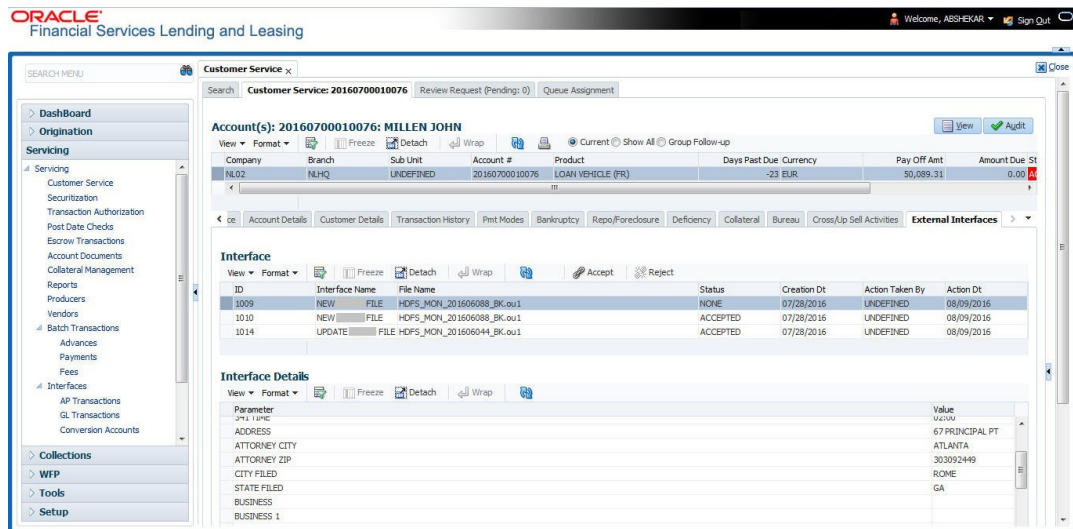 ORACLE
Financial Services Lending and Leasing
Welcome, ABSHEKAR
Sign Out
Close
SEARCH MENU
DashBoard
Origination
Servicing
Servicing
Customer Service
Securitization
Transaction Authorization
Post Date Checks
Escrow Transactions
Account Documents
Collateral Management
Reports
Producers
Vendors
Batch Transactions
Advances
Payments
Fees
Interfaces
AP Transactions
GL Transactions
Conversion Accounts
Collections
WFP
Tools
Setup
Customer Service x
Search Customer Service: 20160700010076 Review Request (Pending: 0) Queue Assignment
Account(s): 20160700010076: MILLEN JOHN
View Audit
View Format Freeze Detach Wrap Current Show All Group Follow-up
Company Branch Sub Unit Account # Product Days Past Due Currency Pay Off Amt Amount Due St
NL02 NLHQ UNDEFINED 20160700010076 LOAN VEHICLE (FR) -23 EUR 50,089.31 0.00 AC
ce Account Details Customer Details Transaction History Pmt Modes Bankruptcy Repo/Foreclosure Deficiency Collateral Bureau Cross/Up Sell Activities External Interfaces
Interface
View Format Freeze Detach Wrap Accept Reject
ID Interface Name File Name Status Creation Dt Action Taken By Action Dt
1009 NEW FILE HDFS_MON_201606088_BK.ou1 NONE 07/28/2016 UNDEFINED 08/09/2016
1010 NEW FILE HDFS_MON_201606088_BK.ou1 ACCEPTED 07/28/2016 UNDEFINED 08/09/2016
1014 UPDATE FILE HDFS_MON_201606044_BK.ou1 ACCEPTED 07/28/2016 UNDEFINED 08/09/2016
Interface Details
View Format Freeze Detach Wrap
Parameter Value
341 TIME 02:00
ADDRESS 67 PRINCIPAL PT
ATTORNEY CITY ATLANTA
ATTORNEY ZIP 303092449
CITY FILED ROME
STATE FILED GA
BUSINESS
BUSINESS 1